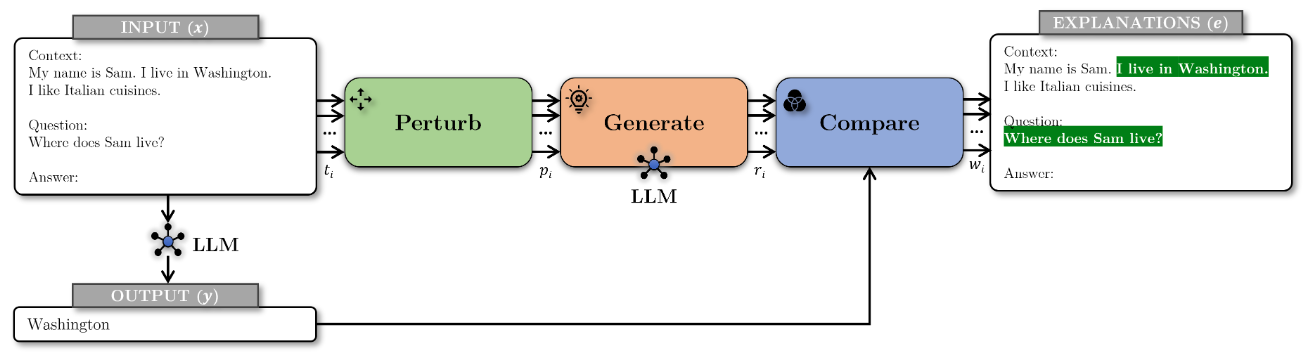 INPUT (x)
Context:
My name is Sam. I live in Washington.
I like Italian cuisines.
Question:
Where does Sam live?
Answer:
LLM
OUTPUT (y)
Washington
...
t_i
Perturb
...
p_i
Generate
LLM
...
r_i
Compare
...
w_i
EXPLANATIONS (e)
Context:
My name is Sam. I live in Washington.
I like Italian cuisines.
Question:
Where does Sam live?
Answer: